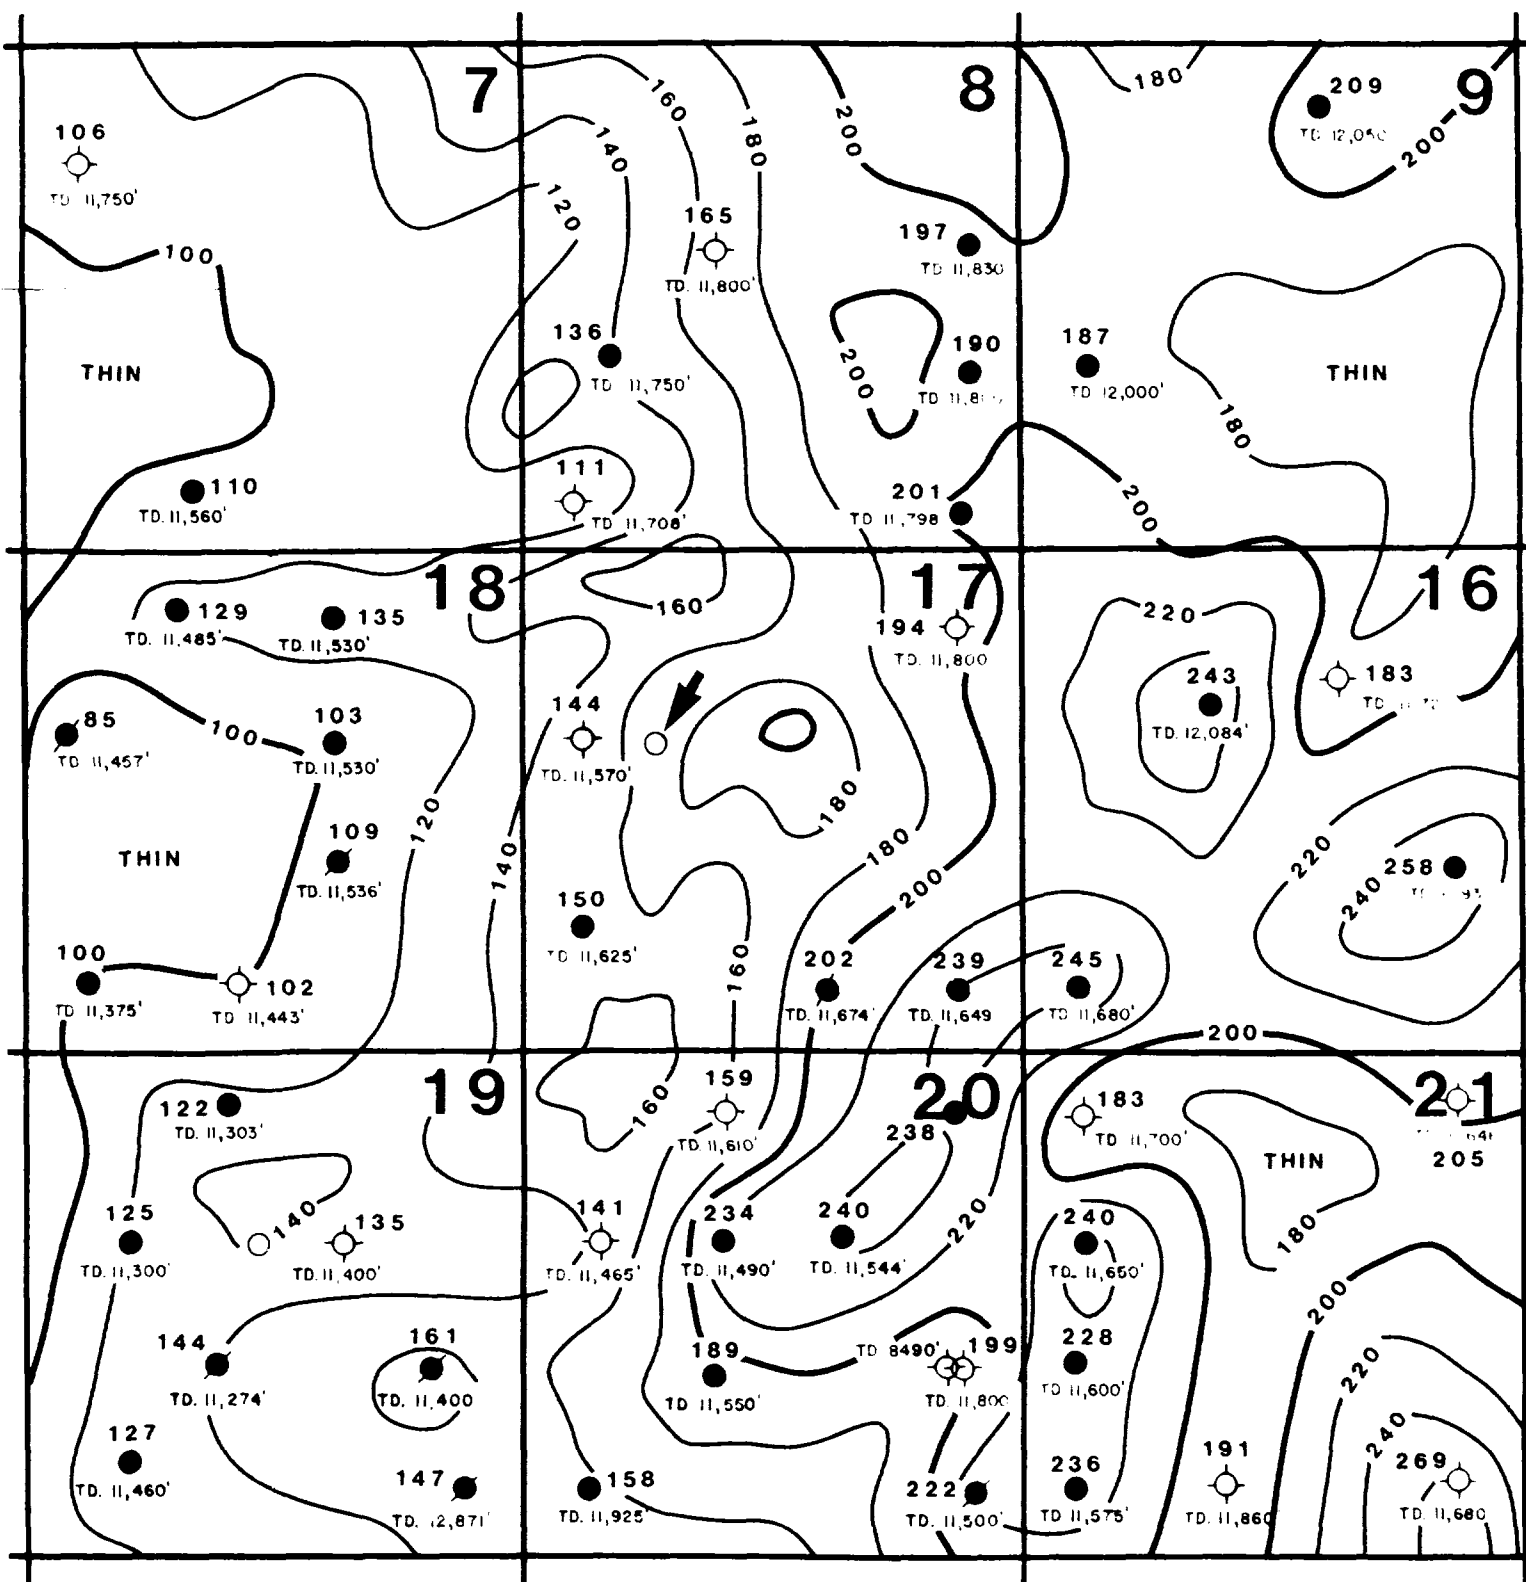 7
8
9
180
209
TD. 12,050
200
106
TD. 11,750'
160
140
180
200
120
165
TD. 11,800'
197
TD 11,830
100
THIN
136
TD. 11,750'
200
190
187
TD 12,000'
THIN
180
110
TD. 11,560'
111
TD 11,708'
201
TD 11,798
200
18
17
16
129
TD. 11,485'
135
TD. 11,530'
160
194
TD. 11,800
220
243
TD. 12,084'
183
144
TD. 11,570'
85
TD 11,457'
100
103
TD. 11,530'
180
120
109
TD. 11,536'
THIN
140
180
200
220
258
240
150
TD 11,625'
160
100
TD 11,375'
102
TD 11,443'
202
TD 11,674'
239
TD 11,649
245
TD 11,680'
200
19
20
21
122
TD. 11,303'
160
159
TD. 11,610'
238
183
TD 11,700'
THIN
205
125
TD. 11,300'
140
135
TD. 11,400'
141
TD 11,465'
234
TD. 11,490'
240
TD. 11,544'
220
240
TD. 11,650'
180
200
144
TD. 11,274'
161
TD. 11,400
189
TD 11,550'
TD 8490'
199
TD. 11,800
228
TD 11,600'
220
127
TD. 11,460'
147
TD. 12,871'
158
TD. 11,925'
222
TD. 11,500'
236
TD 11,575'
191
TD. 11,860
240
269
TD. 11,680